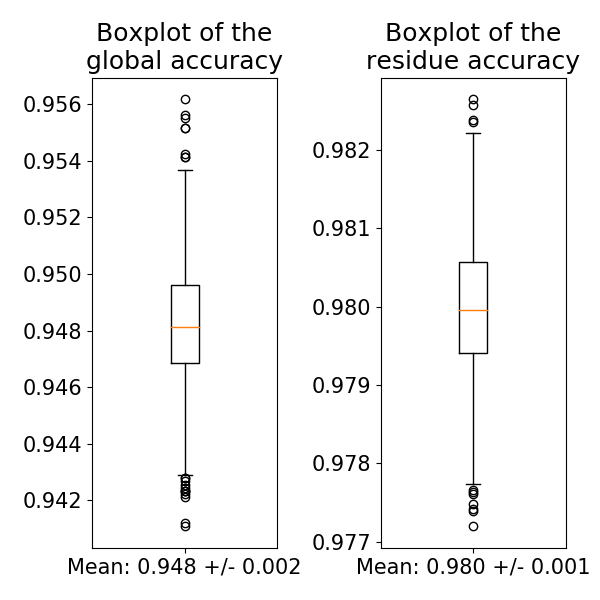 Boxplot of the
global accuracy
0.956
0.954
0.952
0.950
0.948
0.946
0.944
0.942
Mean: 0.948 +/- 0.002
Boxplot of the
residue accuracy
0.982
0.981
0.980
0.979
0.978
0.977
Mean: 0.980 +/- 0.001